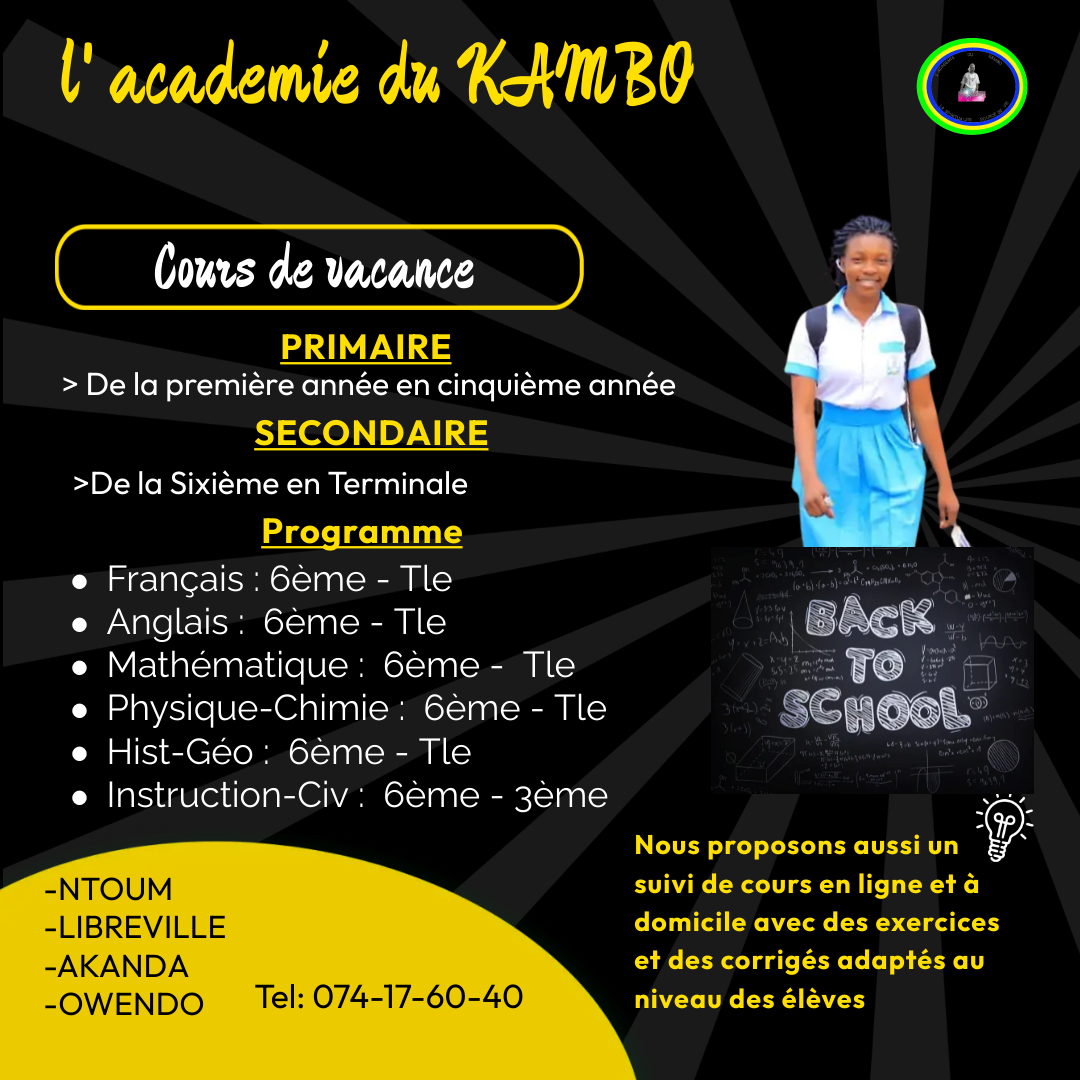 l' academie du KAMBO
Cours de vacance
PRIMAIRE
> De la première année en cinquième année
SECONDAIRE
>De la Sixième en Terminale
Programme
Français : 6ème - Tle
Anglais : 6ème - Tle
Mathématique : 6ème - Tle
Physique-Chimie : 6ème - Tle
Hist-Géo : 6ème - Tle
Instruction-Civ : 6ème - 3ème
BACK
TO
SCHOOL
Nous proposons aussi un
suivi de cours en ligne et à
domicile avec des exercices
et des corrigés adaptés au
niveau des élèves
-NTOUM
-LIBREVILLE
-AKANDA
-OWENDO
Tel: 074-17-60-40